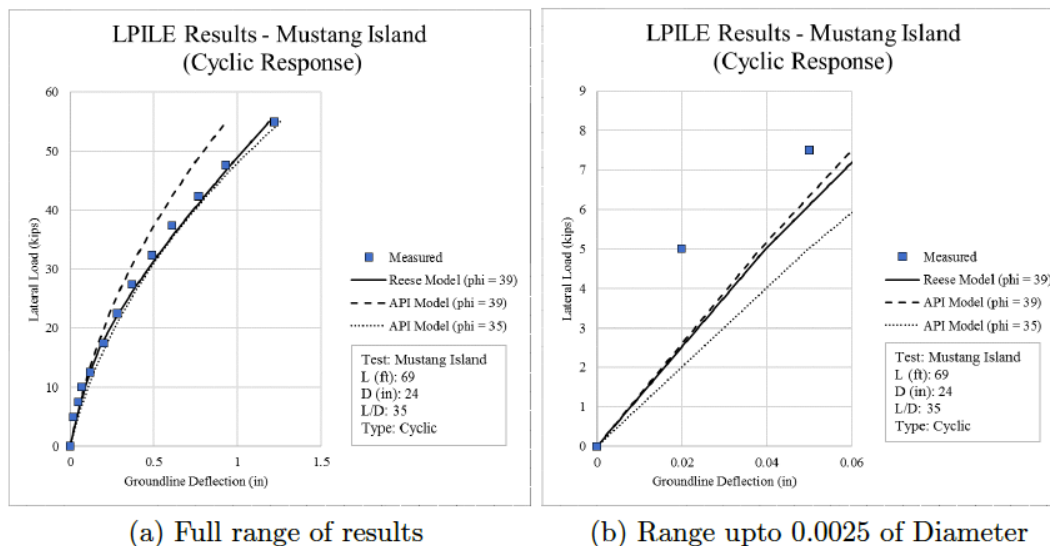 LPILE Results - Mustang Island
(Cyclic Response)
60
50
40
30
20
10
0
Lateral Load (kips)
0
0.5
1
1.5
Groundline Deflection (in)
Measured
Reese Model (phi = 39)
API Model (phi = 39)
API Model (phi = 35)
Test: Mustang Island
L (ft): 69
D (in): 24
L/D: 35
Type: Cyclic
(a) Full range of results
LPILE Results - Mustang Island
(Cyclic Response)
9
8
7
6
5
4
3
2
1
0
Lateral Load (kips)
0
0.02
0.04
0.06
Groundline Deflection (in)
Measured
Reese Model (phi = 39)
API Model (phi = 39)
API Model (phi = 35)
Test: Mustang Island
L (ft): 69
D (in): 24
L/D: 35
Type: Cyclic
(b) Range upto 0.0025 of Diameter